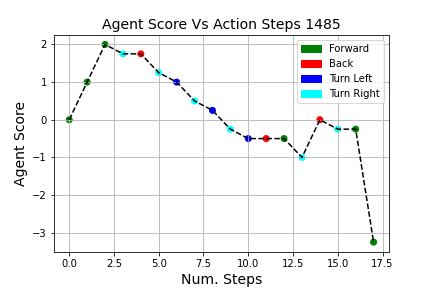 Agent Score Vs Action Steps 1485
Forward
Back
Turn Left
Turn Right
Agent Score
2
1
0
−1
−2
−3
0.0 2.5 5.0 7.5 10.0 12.5 15.0 17.5
Num. Steps